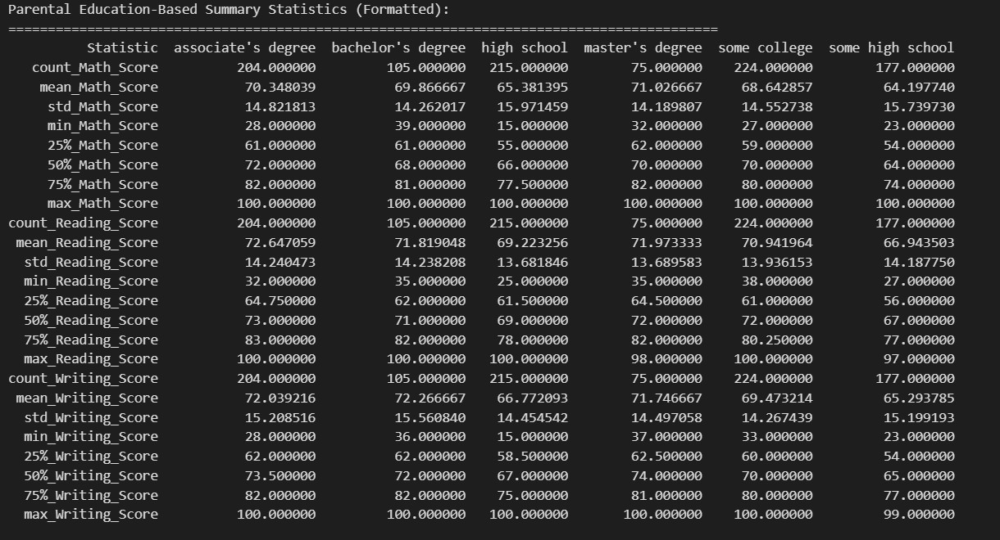 Parental Education-Based Summary Statistics (Formatted):
==========================================================================================
Statistic associate's degree bachelor's degree high school master's degree some college some high school
count_Math_Score 204.000000 105.000000 215.000000 75.000000 224.000000 177.000000
mean_Math_Score 70.348039 69.866667 65.381395 71.026667 68.642857 64.197740
std_Math_Score 14.821813 14.262017 15.971459 14.189807 14.552738 15.739730
min_Math_Score 28.000000 39.000000 15.000000 32.000000 27.000000 23.000000
25%_Math_Score 61.000000 61.000000 55.000000 62.000000 59.000000 54.000000
50%_Math_Score 72.000000 68.000000 66.000000 70.000000 70.000000 64.000000
75%_Math_Score 82.000000 81.000000 77.500000 82.000000 80.000000 74.000000
max_Math_Score 100.000000 100.000000 100.000000 100.000000 100.000000 100.000000
count_Reading_Score 204.000000 105.000000 215.000000 75.000000 224.000000 177.000000
mean_Reading_Score 72.647059 71.819048 69.223256 71.973333 70.941964 66.943503
std_Reading_Score 14.240473 14.238208 13.681846 13.689583 13.936153 14.187750
min_Reading_Score 32.000000 35.000000 25.000000 35.000000 38.000000 27.000000
25%_Reading_Score 64.750000 62.000000 61.500000 64.500000 61.000000 56.000000
50%_Reading_Score 73.000000 71.000000 69.000000 72.000000 72.000000 67.000000
75%_Reading_Score 83.000000 82.000000 78.000000 82.000000 80.250000 77.000000
max_Reading_Score 100.000000 100.000000 100.000000 98.000000 100.000000 97.000000
count_Writing_Score 204.000000 105.000000 215.000000 75.000000 224.000000 177.000000
mean_Writing_Score 72.039216 72.266667 66.772093 71.746667 69.473214 65.293785
std_Writing_Score 15.208516 15.560840 14.454542 14.497058 14.267439 15.199193
min_Writing_Score 28.000000 36.000000 15.000000 37.000000 33.000000 23.000000
25%_Writing_Score 62.000000 62.000000 58.500000 62.500000 60.000000 54.000000
50%_Writing_Score 73.500000 72.000000 67.000000 74.000000 70.000000 65.000000
75%_Writing_Score 82.000000 82.000000 75.000000 81.000000 80.000000 77.000000
max_Writing_Score 100.000000 100.000000 100.000000 100.000000 100.000000 99.000000